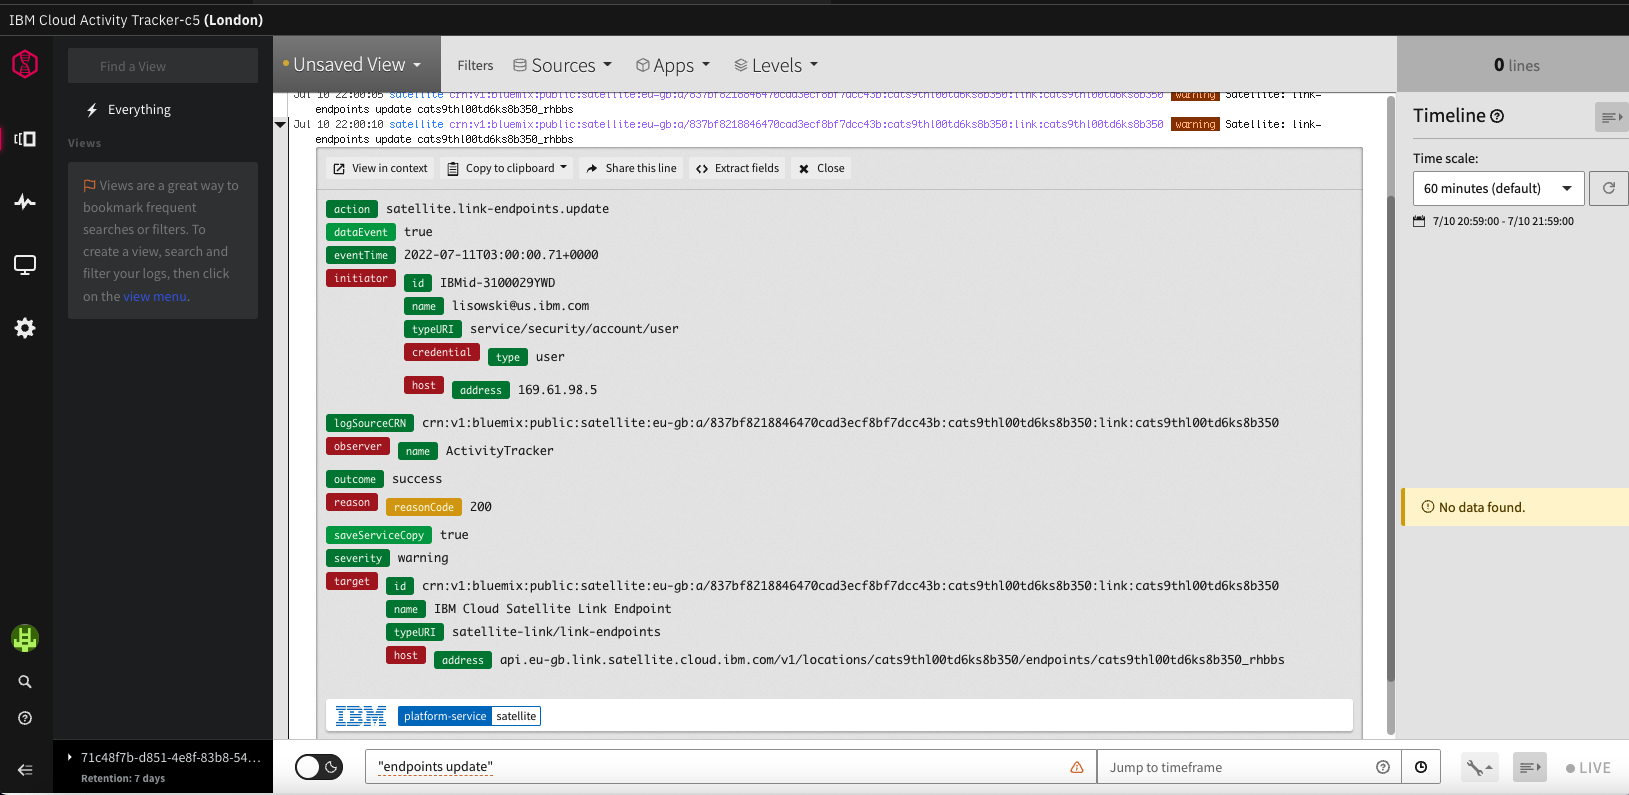 IBM Cloud Activity Tracker-c5 (London)
Find a View
Everything
Views
Views are a great way to
bookmark frequent
searches or filters. To
create a view, search and
filter your logs, then click
on the view menu.
71c48f7b-d851-4e8f-83b8-54...
Retention: 7 days
Unsaved View
Filters
Sources
Apps
Levels
0 lines
Jul 10 22:00:05 satellite crn:v1:bluemix:public:satellite:eu-gb:a/837bf8218846470cad3ecf8bf7dcc43b:cats9thl00td6ks8b350:link:cats9thl00td6ks8b350 warning Satellite: link-
endpoints update cats9thl00td6ks8b350_rhbbs
Jul 10 22:00:10 satellite crn:v1:bluemix:public:satellite:eu-gb:a/837bf8218846470cad3ecf8bf7dcc43b:cats9thl00td6ks8b350:link:cats9thl00td6ks8b350 warning Satellite: link-
endpoints update cats9thl00td6ks8b350_rhbbs
View in context Copy to clipboard Share this line Extract fields Close
action satellite.link-endpoints.update
dataEvent true
eventTime 2022-07-11T03:00:00.71+0000
initiator
id IBMid-3100029YWD
name lisowski@us.ibm.com
typeURI service/security/account/user
credential type user
host address 169.61.98.5
logSourceCRN crn:v1:bluemix:public:satellite:eu-gb:a/837bf8218846470cad3ecf8bf7dcc43b:cats9thl00td6ks8b350:link:cats9thl00td6ks8b350
observer name ActivityTracker
outcome success
reason reasonCode 200
saveServiceCopy true
severity warning
target id crn:v1:bluemix:public:satellite:eu-gb:a/837bf8218846470cad3ecf8bf7dcc43b:cats9thl00td6ks8b350:link:cats9thl00td6ks8b350
name IBM Cloud Satellite Link Endpoint
typeURI satellite-link/link-endpoints
host address api.eu-gb.link.satellite.cloud.ibm.com/v1/locations/cats9thl00td6ks8b350/endpoints/cats9thl00td6ks8b350_rhbbs
IBM platform-service satellite
"endpoints update"
Jump to timeframe
LIVE
Timeline
Time scale:
60 minutes (default)
7/10 20:59:00 - 7/10 21:59:00
No data found.